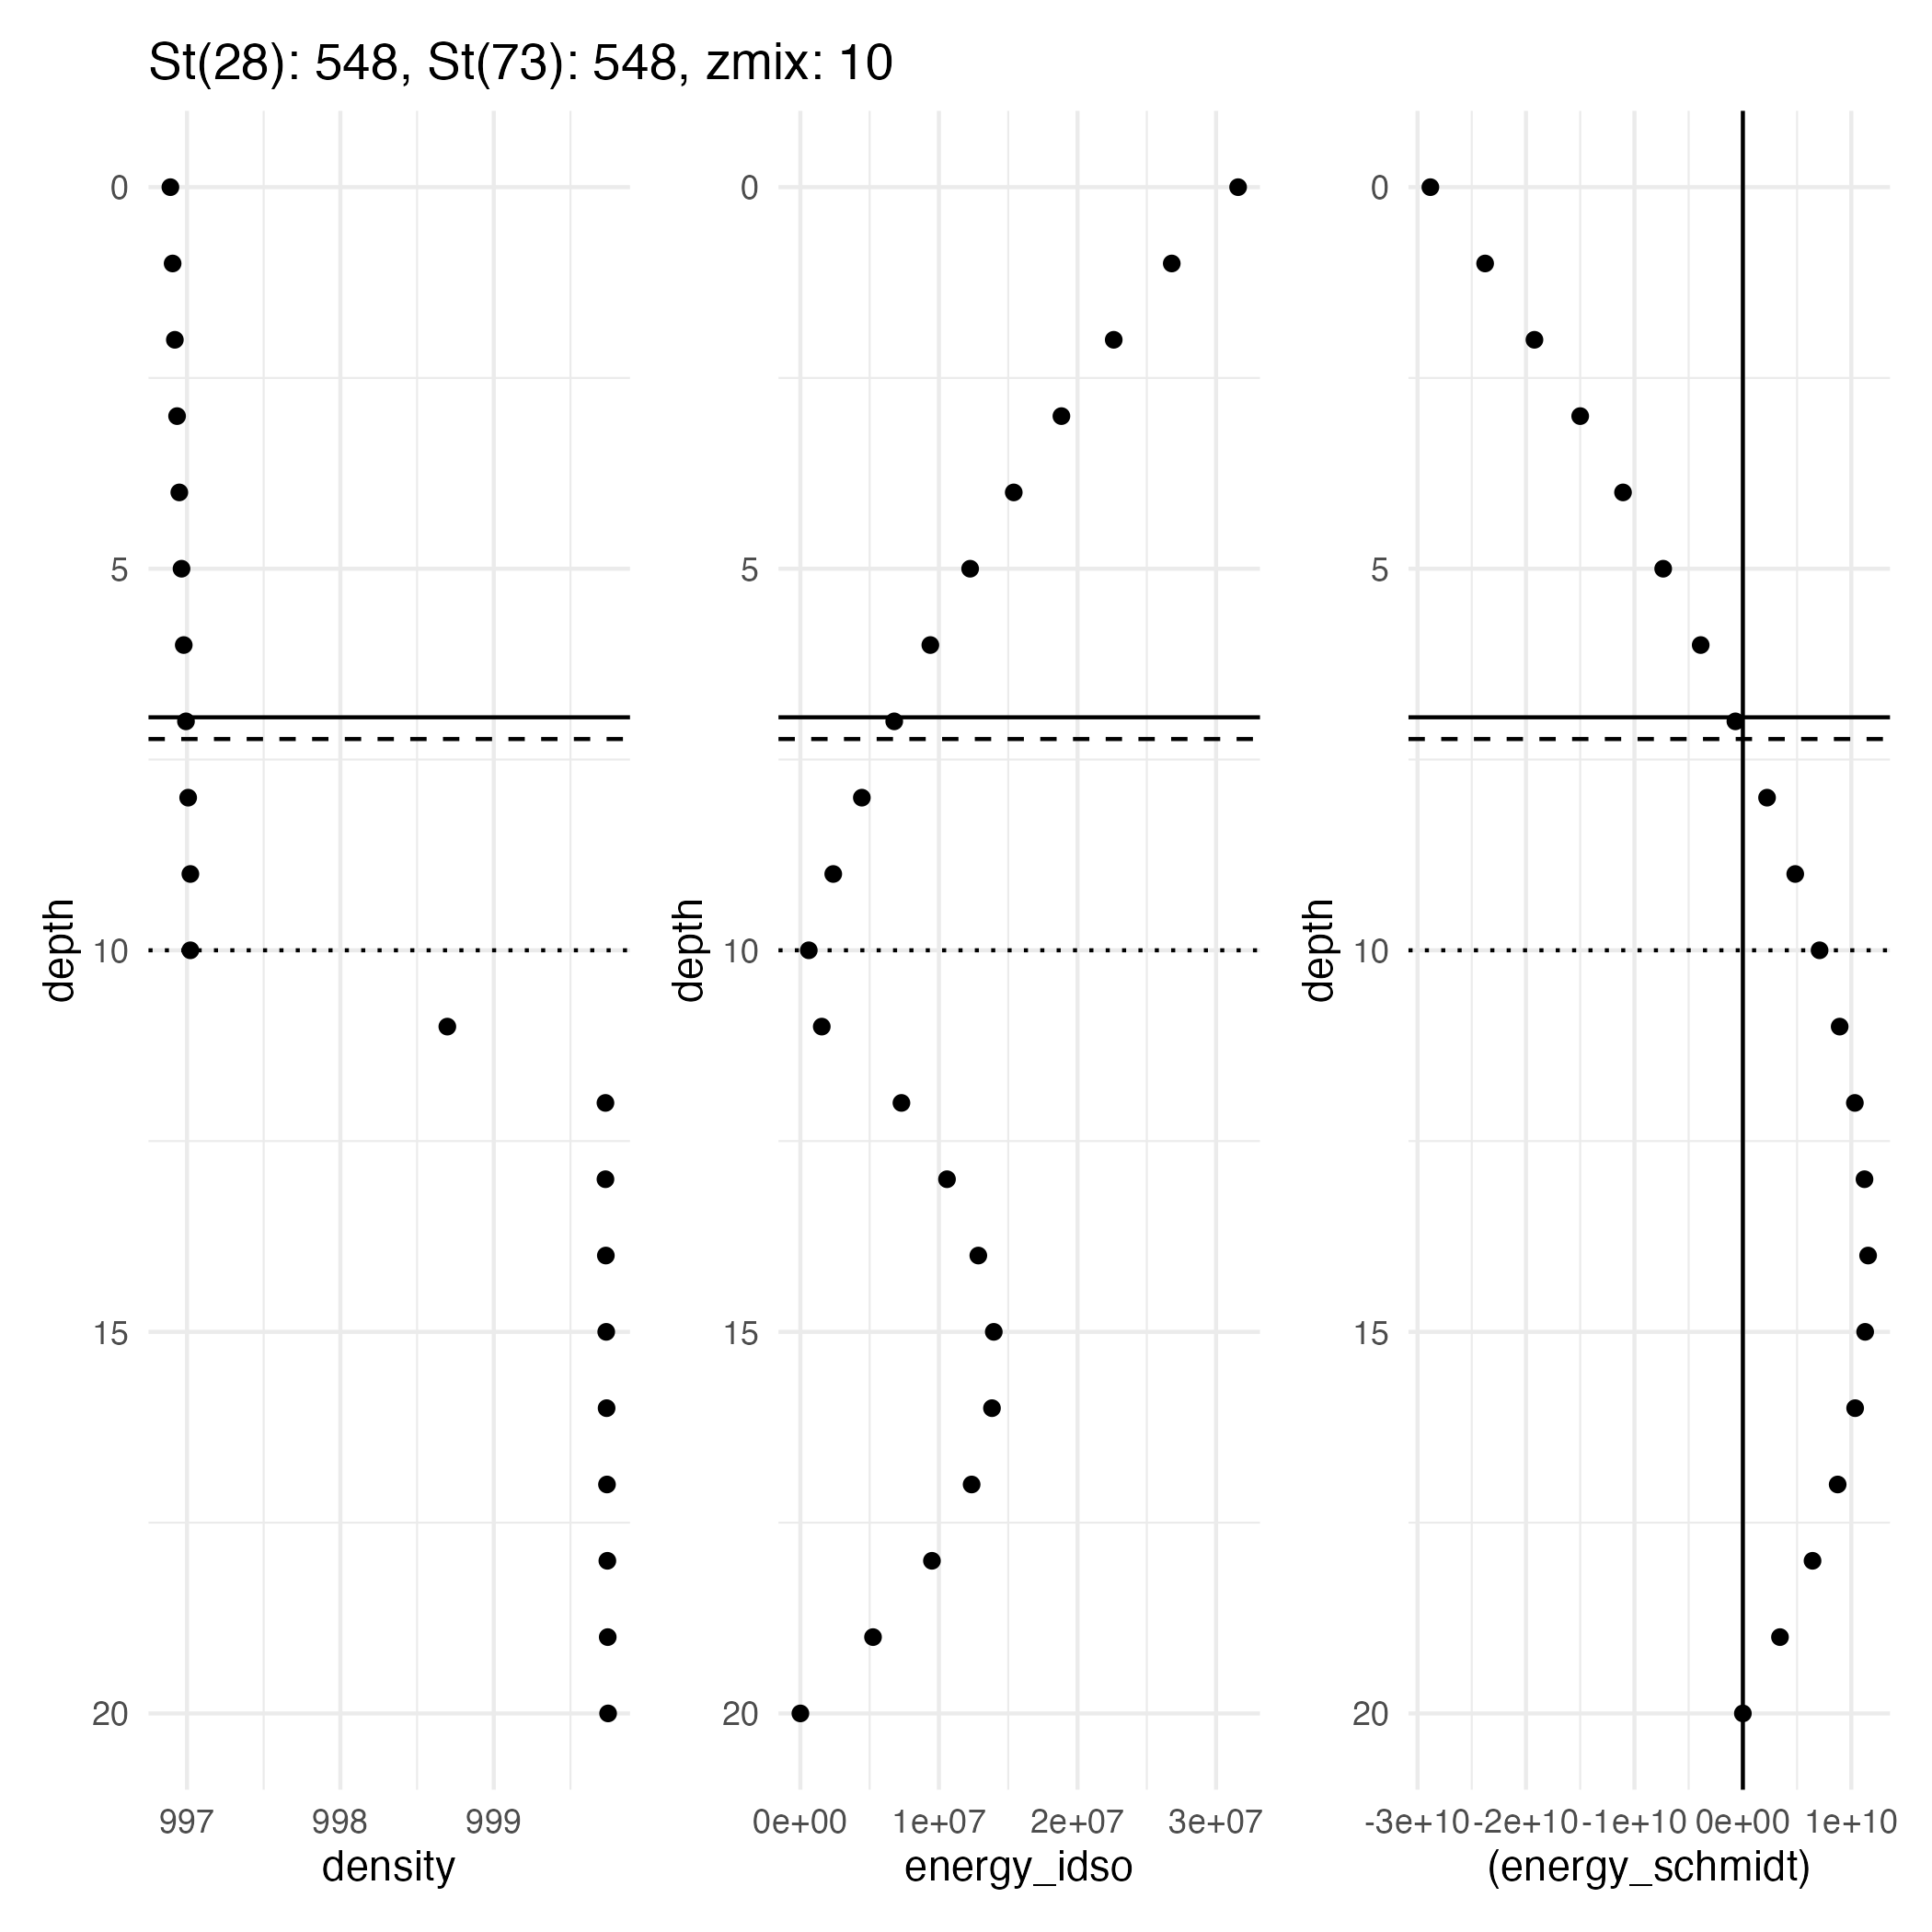 St(28): 548, St(73): 548, zmix: 10
depth
0
5
10
15
20
997 998 999
density
depth
0
5
10
15
20
0e+00 1e+07 2e+07 3e+07
energy_idso
depth
0
5
10
15
20
-3e+10 -2e+10 -1e+10 0e+00 1e+10
(energy_schmidt)